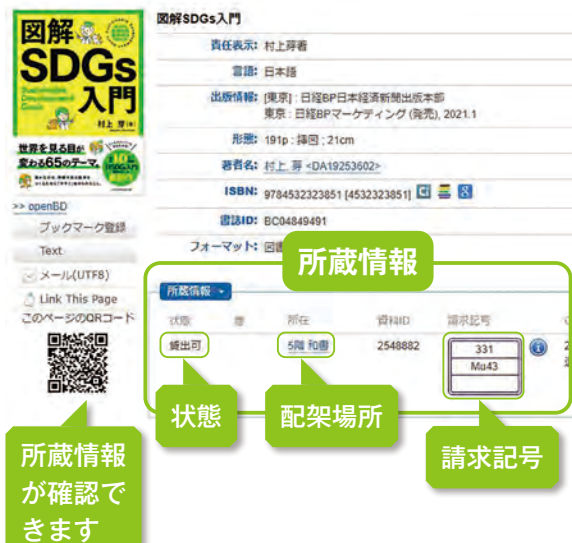 図解
SDGs
入門
村上 芽[著]
世界を見る目が
変わる65のテーマ。
>> openBD
ブックマーク登録
Text
メール(UTF8)
Link This Page
このページのQRコード
図解SDGs入門
責任表示: 村上芽著
言語: 日本語
出版情報: [東京] : 日経BP日本経済新聞出版本部
東京 : 日経BPマーケティング (発売), 2021.1
形態: 191p : 挿図 ; 21cm
著者名: 村上, 芽 <DA19253602>
ISBN: 9784532323851 [4532323851] Ci 8
書誌ID: BC04849491
フォーマット: 図書
所蔵情報
所蔵情報
状態 巻 所在 資料ID 請求記号
貸出可 5階 和書 2548882 331
Mu43
状態 配架場所 請求記号
所蔵情報
が確認で
きます